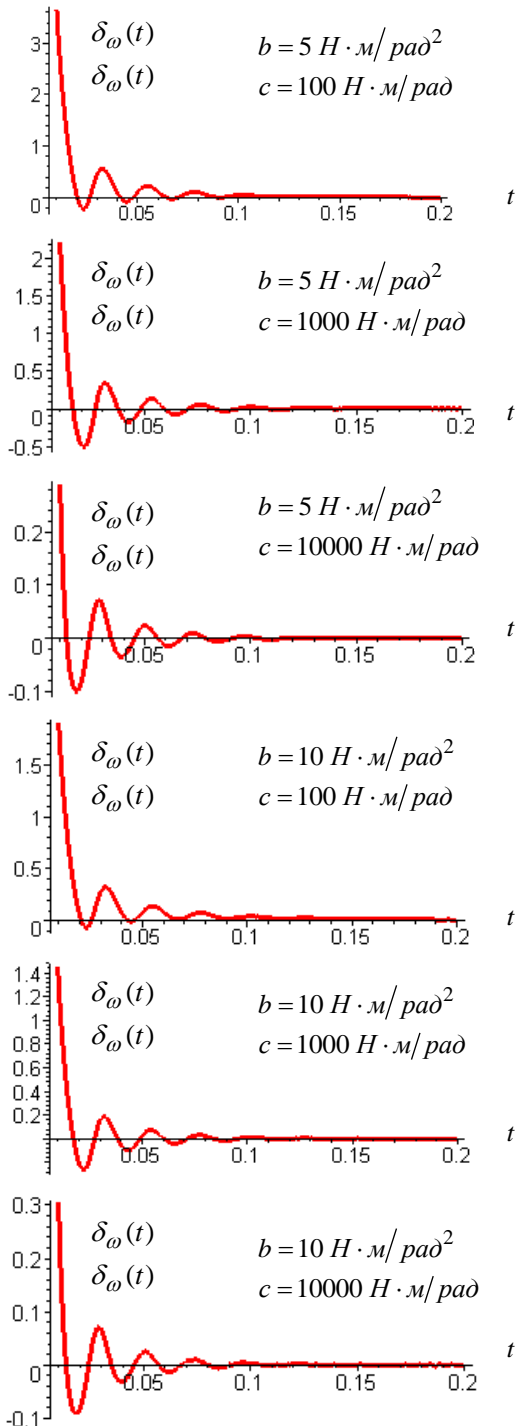 3
δω(t)
b = 5 Н·м/рад²
2
δω(t)
c = 100 Н·м/рад
1
0
0.05 0.1 0.15 0.2 t
2
δω(t)
b = 5 Н·м/рад²
1.5
δω(t)
c = 1000 Н·м/рад
1
0.5
0
0.05 0.1 0.15 0.2 t
-0.5
δω(t)
b = 5 Н·м/рад²
0.2
δω(t)
c = 10000 Н·м/рад
0.1
0
0.05 0.1 0.15 0.2 t
-0.1
δω(t)
b = 10 Н·м/рад²
1.5
δω(t)
c = 100 Н·м/рад
1
0.5
0
0.05 0.1 0.15 0.2 t
1.4
δω(t)
b = 10 Н·м/рад²
1.2
1
δω(t)
c = 1000 Н·м/рад
0.8
0.6
0.4
0.2
0.05 0.1 0.15 0.2 t
0.3
δω(t)
b = 10 Н·м/рад²
0.2
δω(t)
c = 10000 Н·м/рад
0.1
0
0.05 0.1 0.15 0.2 t
-0.1